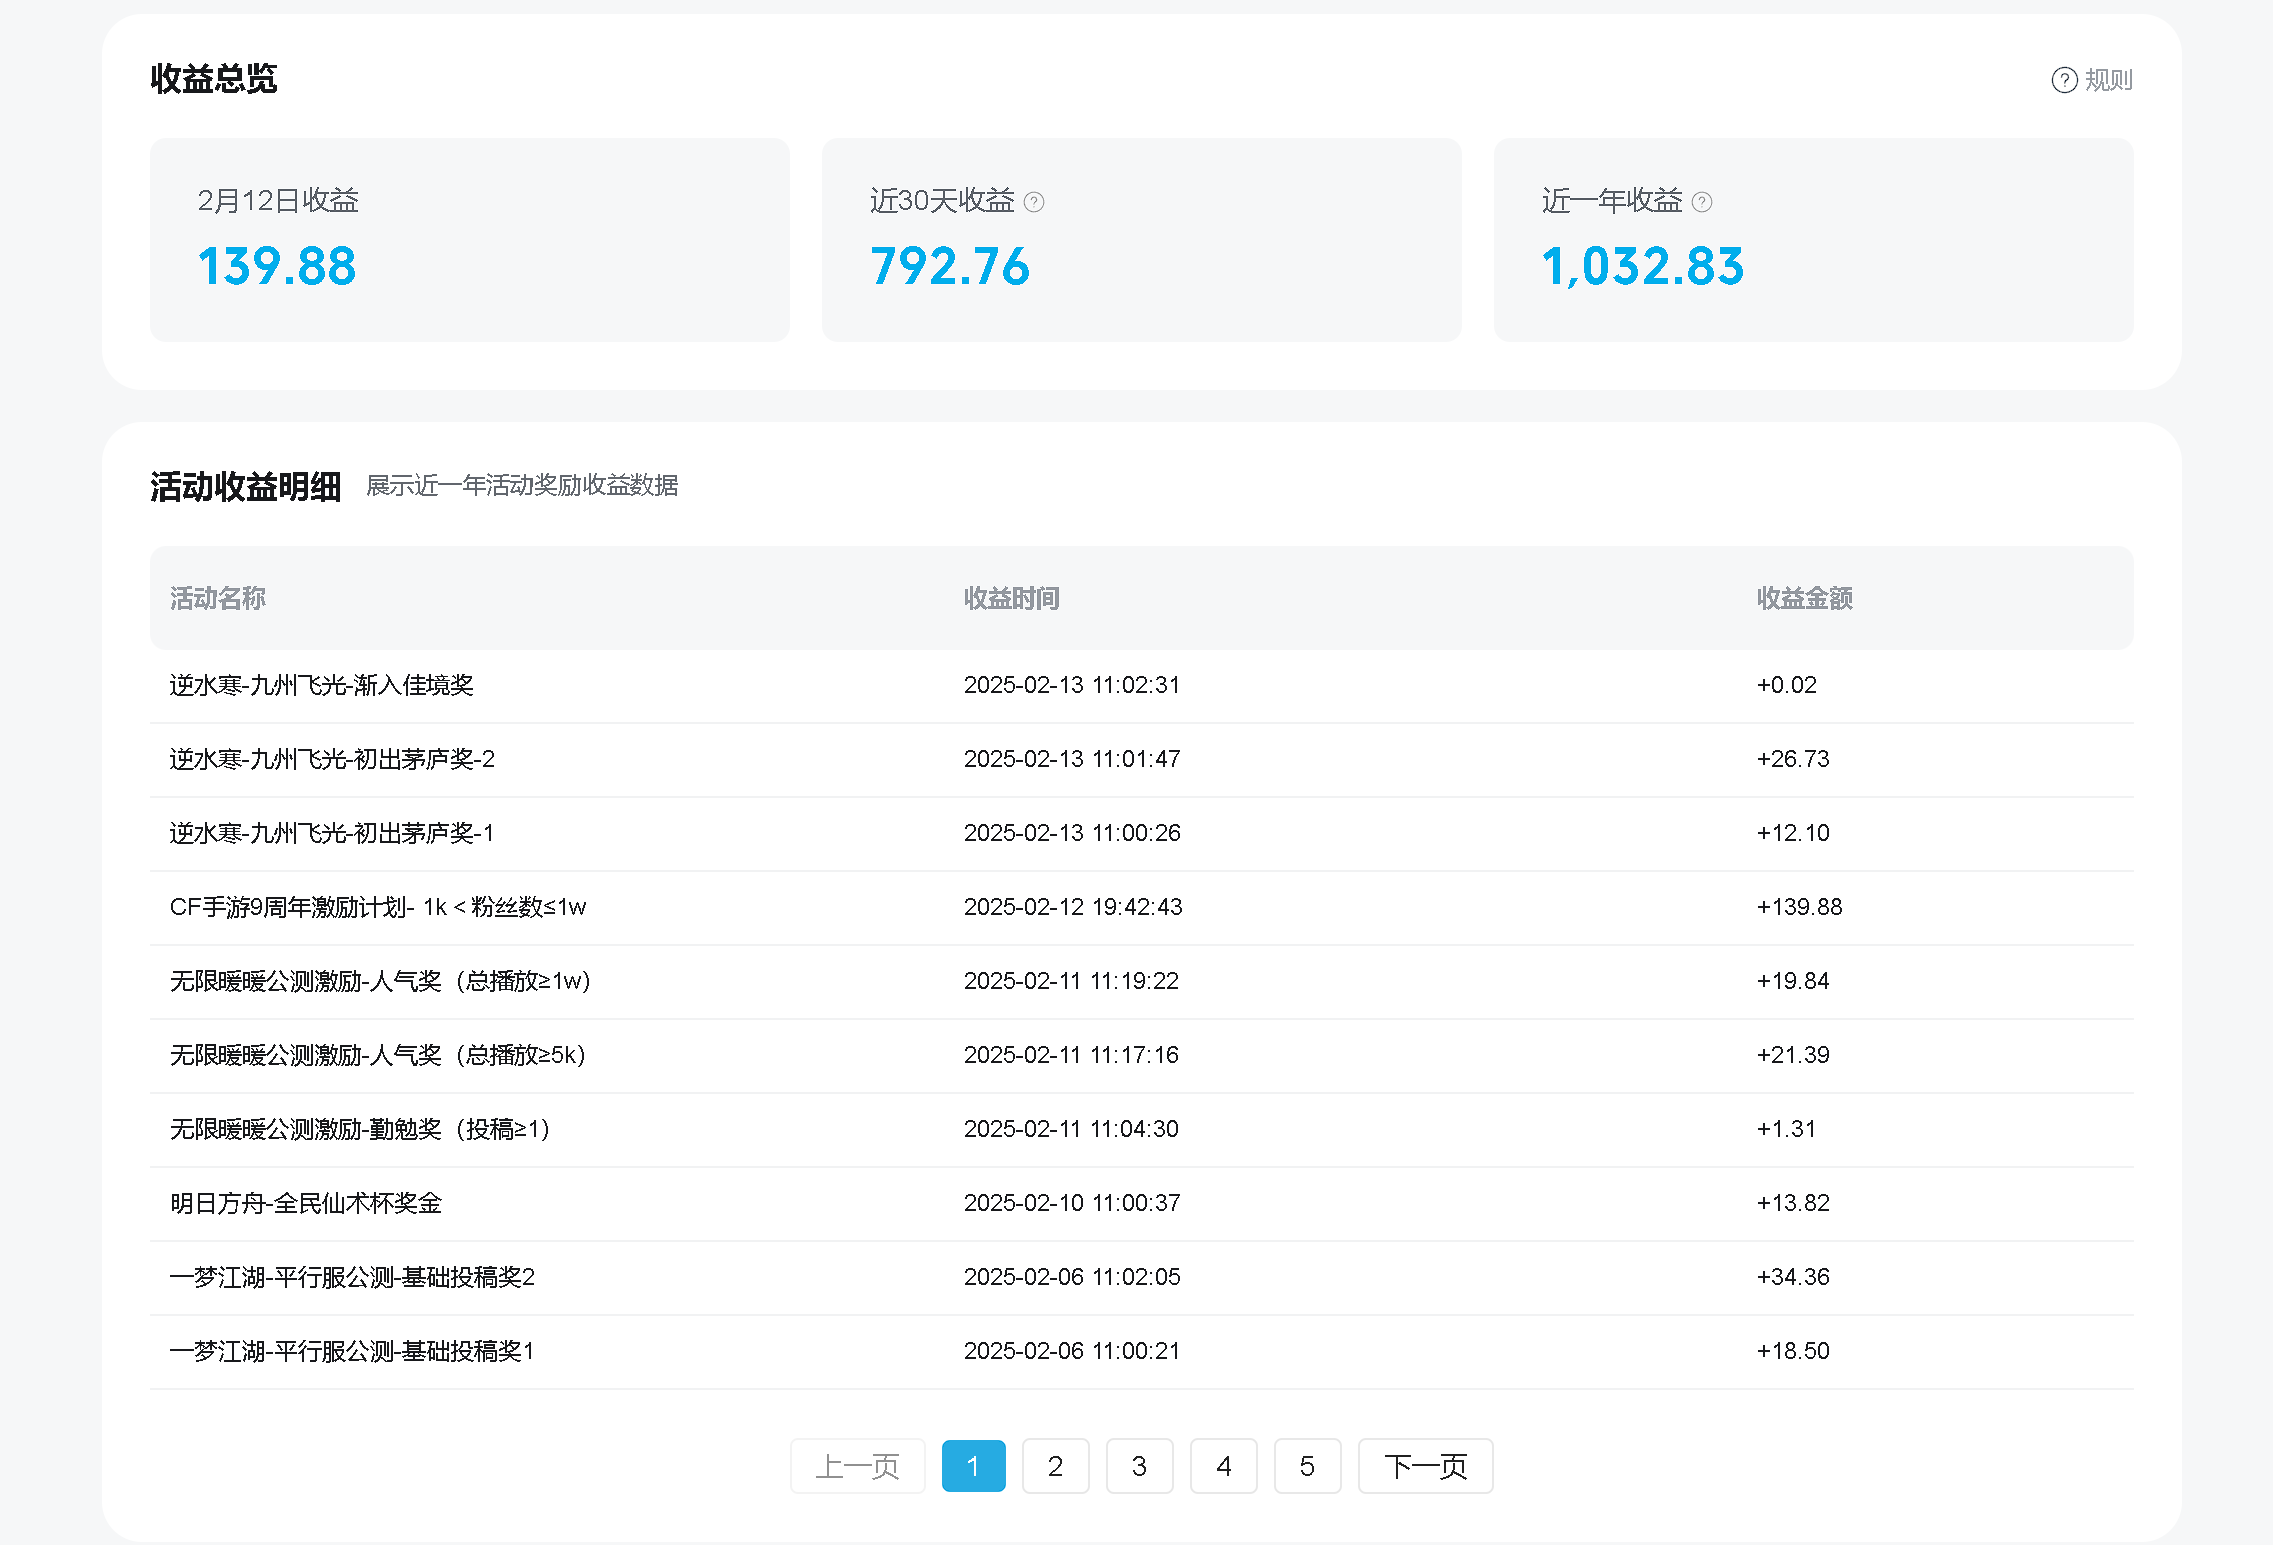 收益总览
? 规则
2月12日收益
139.88
近30天收益 ?
792.76
近一年收益 ?
1,032.83
活动收益明细 展示近一年活动奖励收益数据
活动名称 收益时间 收益金额
逆水寒-九州飞光-渐入佳境奖 2025-02-13 11:02:31 +0.02
逆水寒-九州飞光-初出茅庐奖-2 2025-02-13 11:01:47 +26.73
逆水寒-九州飞光-初出茅庐奖-1 2025-02-13 11:00:26 +12.10
CF手游9周年激励计划- 1k＜粉丝数≤1w 2025-02-12 19:42:43 +139.88
无限暖暖公测激励-人气奖（总播放≥1w） 2025-02-11 11:19:22 +19.84
无限暖暖公测激励-人气奖（总播放≥5k） 2025-02-11 11:17:16 +21.39
无限暖暖公测激励-勤勉奖（投稿≥1） 2025-02-11 11:04:30 +1.31
明日方舟-全民仙术杯奖金 2025-02-10 11:00:37 +13.82
一梦江湖-平行服公测-基础投稿奖2 2025-02-06 11:02:05 +34.36
一梦江湖-平行服公测-基础投稿奖1 2025-02-06 11:00:21 +18.50
上一页 1 2 3 4 5 下一页